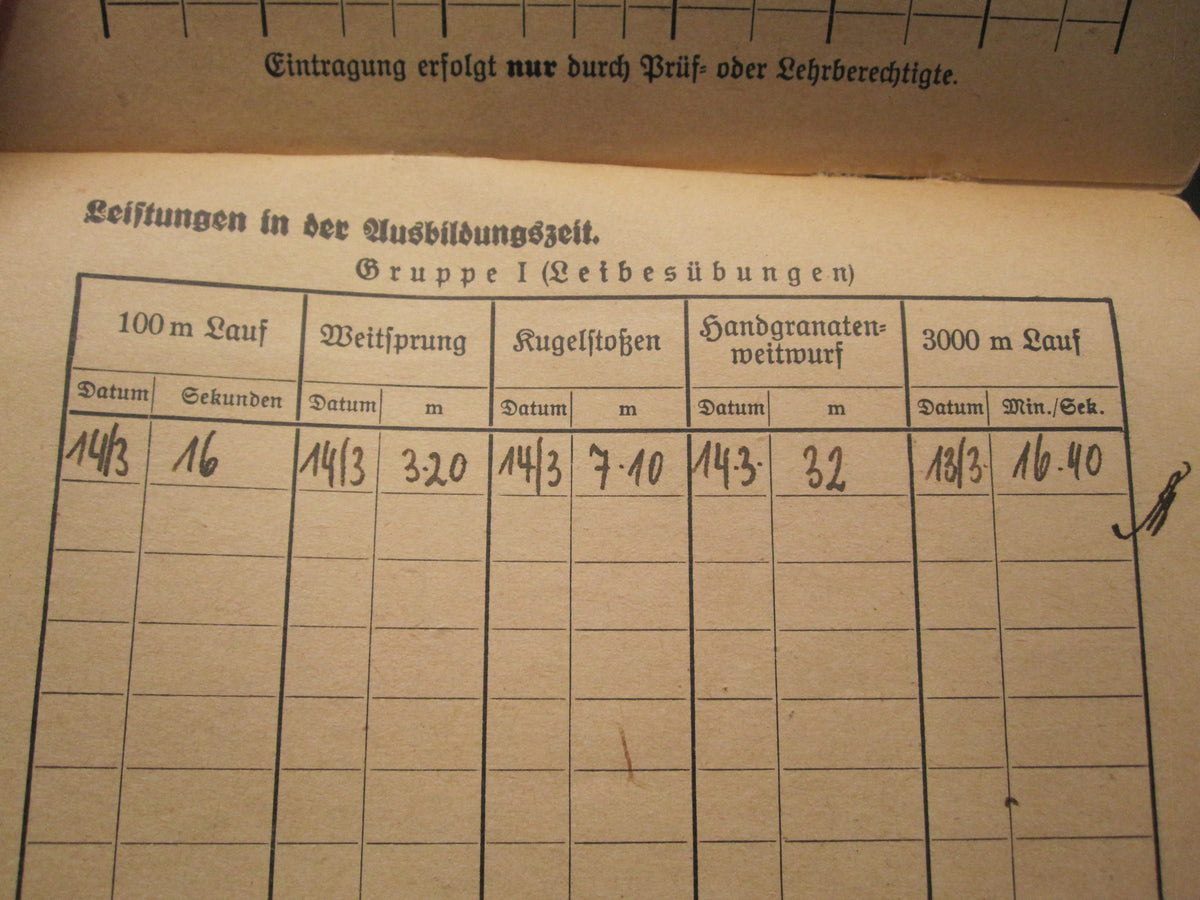 Eintragung erfolgt nur durch Prüf- oder Lehrberechtigte.
Leistungen in der Ausbildungszeit.
Gruppe I (Leibesübungen)
100 m Lauf Weitsprung Kugelstoßen Handgranaten-
weitwurf 3000 m Lauf
Datum Sekunden Datum m Datum m Datum m Datum Min./Sek.
14/3 16 14/3 3·20 14/3 7·10 14·3· 32 13/3· 16·40